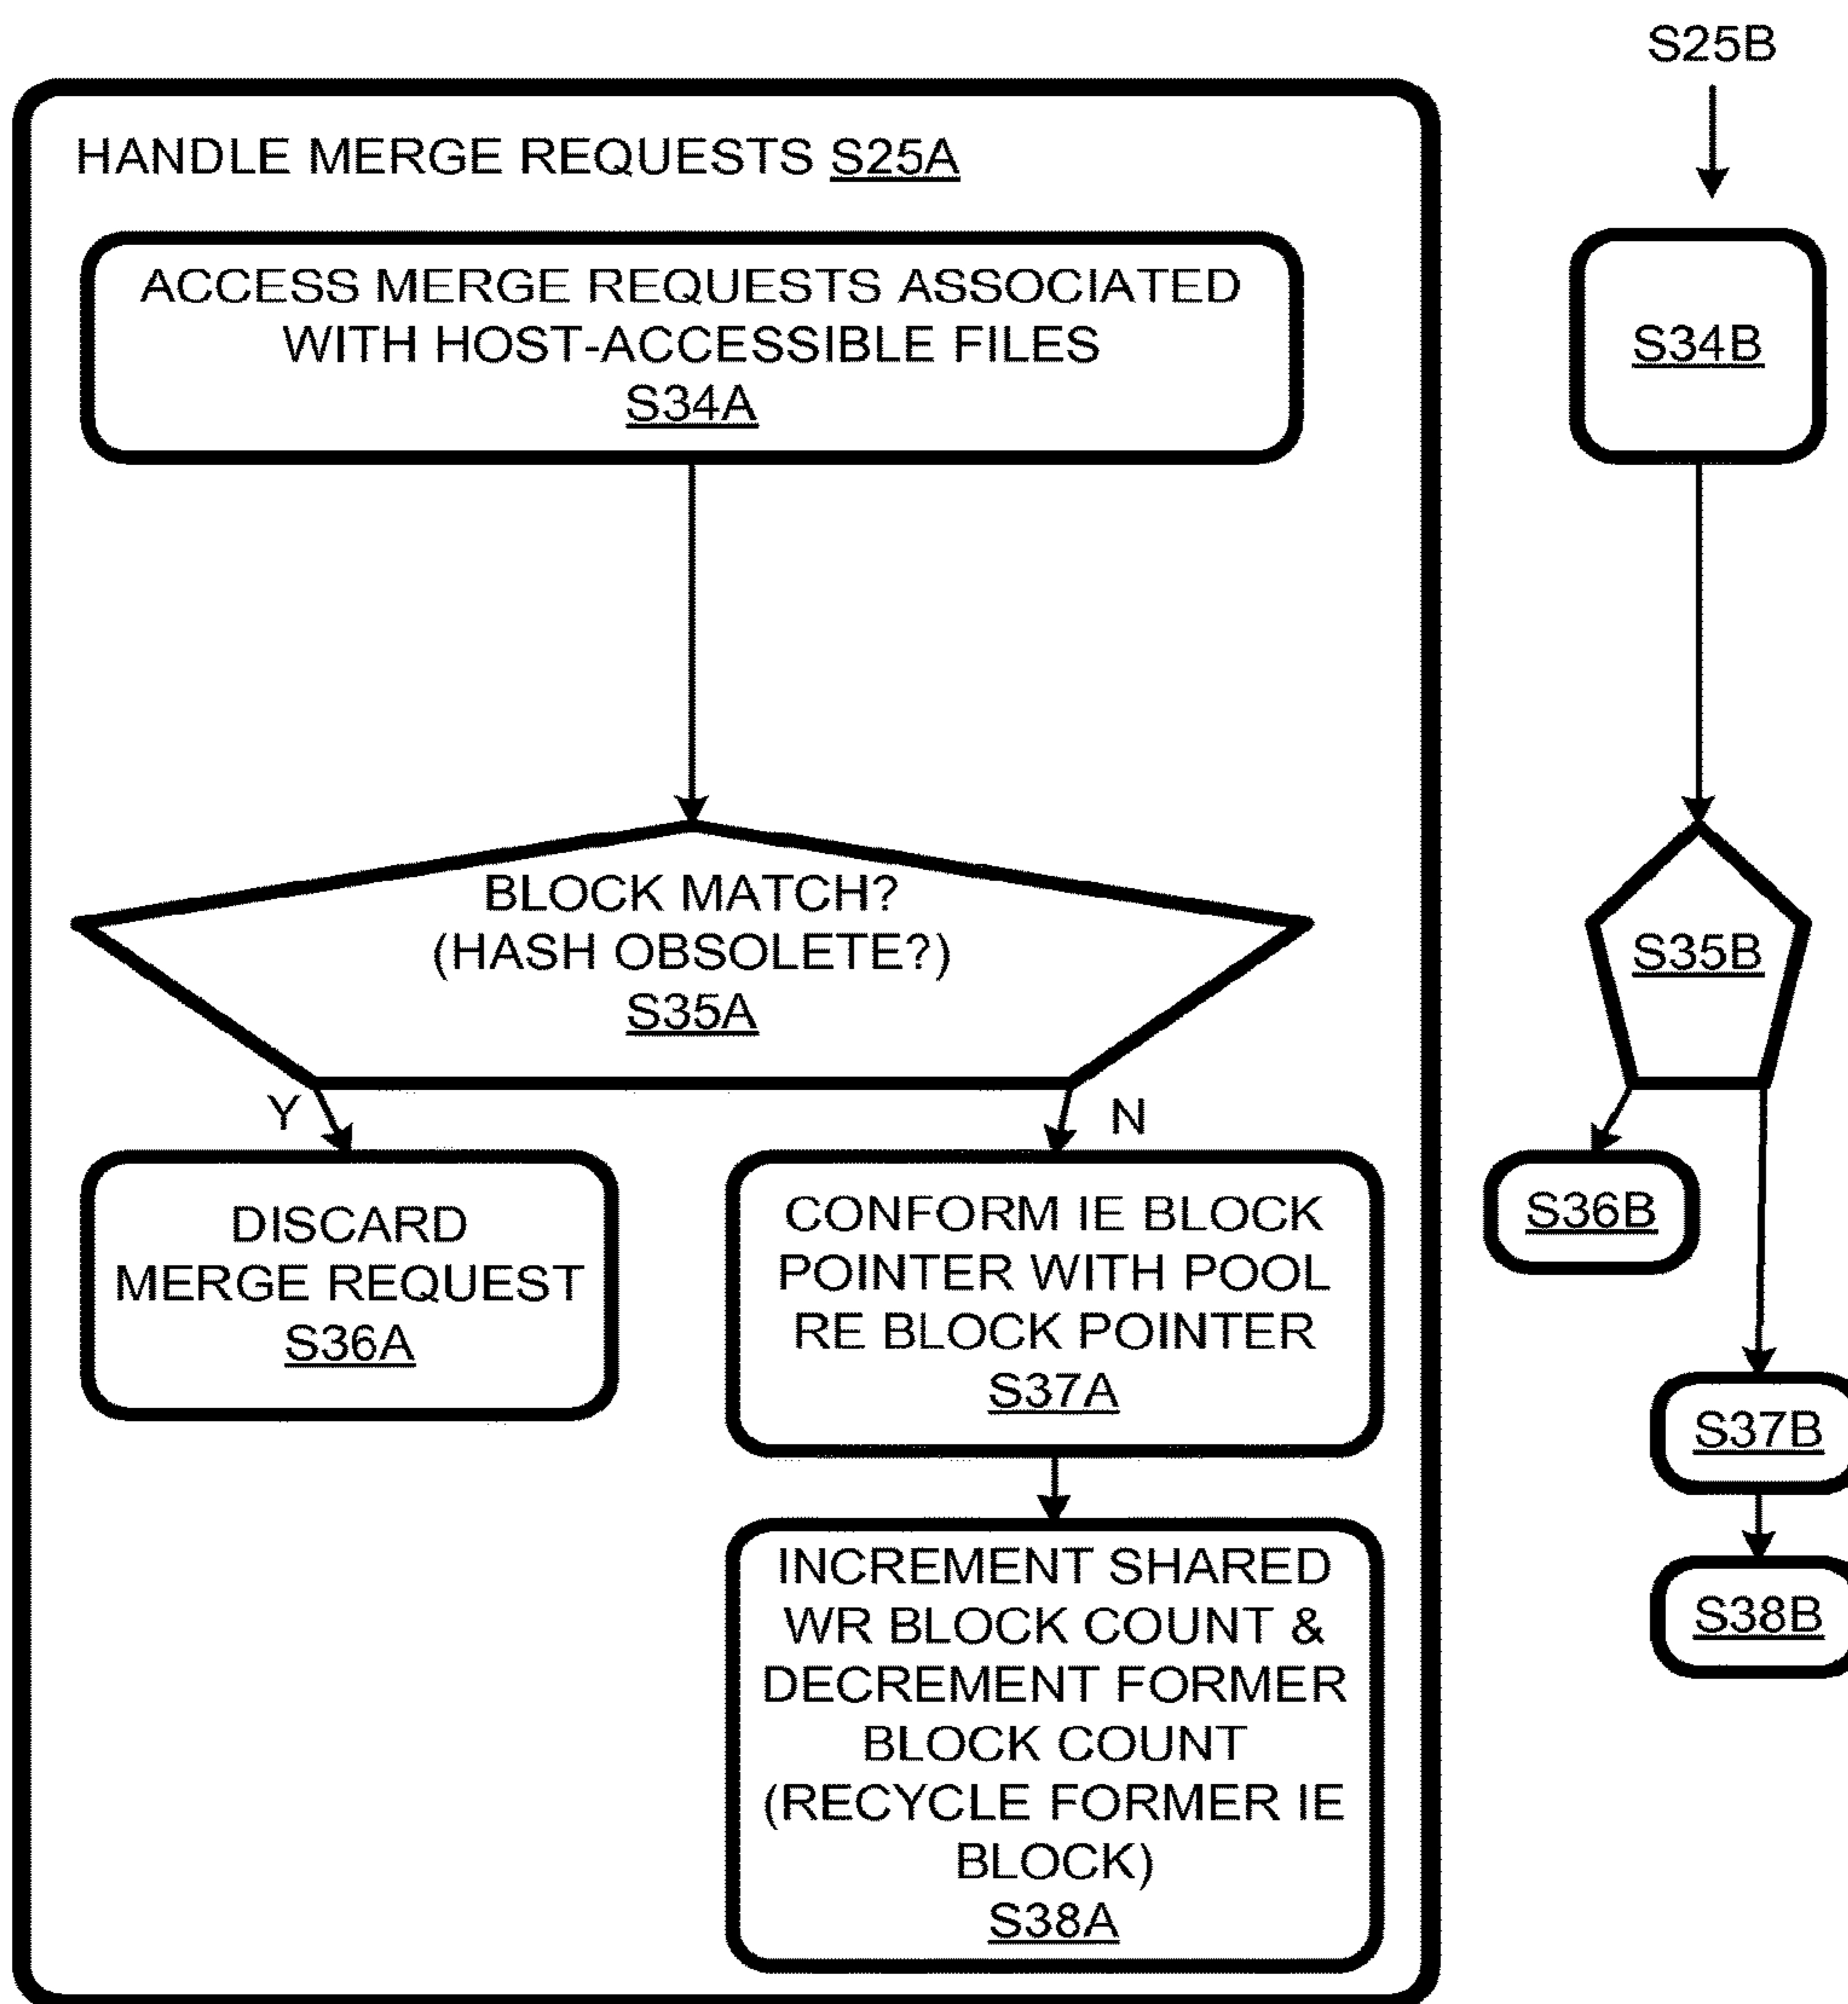 HANDLE MERGE REQUESTS S25A
ACCESS MERGE REQUESTS ASSOCIATED
WITH HOST-ACCESSIBLE FILES
S34A
BLOCK MATCH?
(HASH OBSOLETE?)
S35A
Y
N
DISCARD
MERGE REQUEST
S36A
CONFORM IE BLOCK
POINTER WITH POOL
RE BLOCK POINTER
S37A
INCREMENT SHARED
WR BLOCK COUNT &
DECREMENT FORMER
BLOCK COUNT
(RECYCLE FORMER IE
BLOCK)
S38A
S25B
S34B
S35B
S36B
S37B
S38B